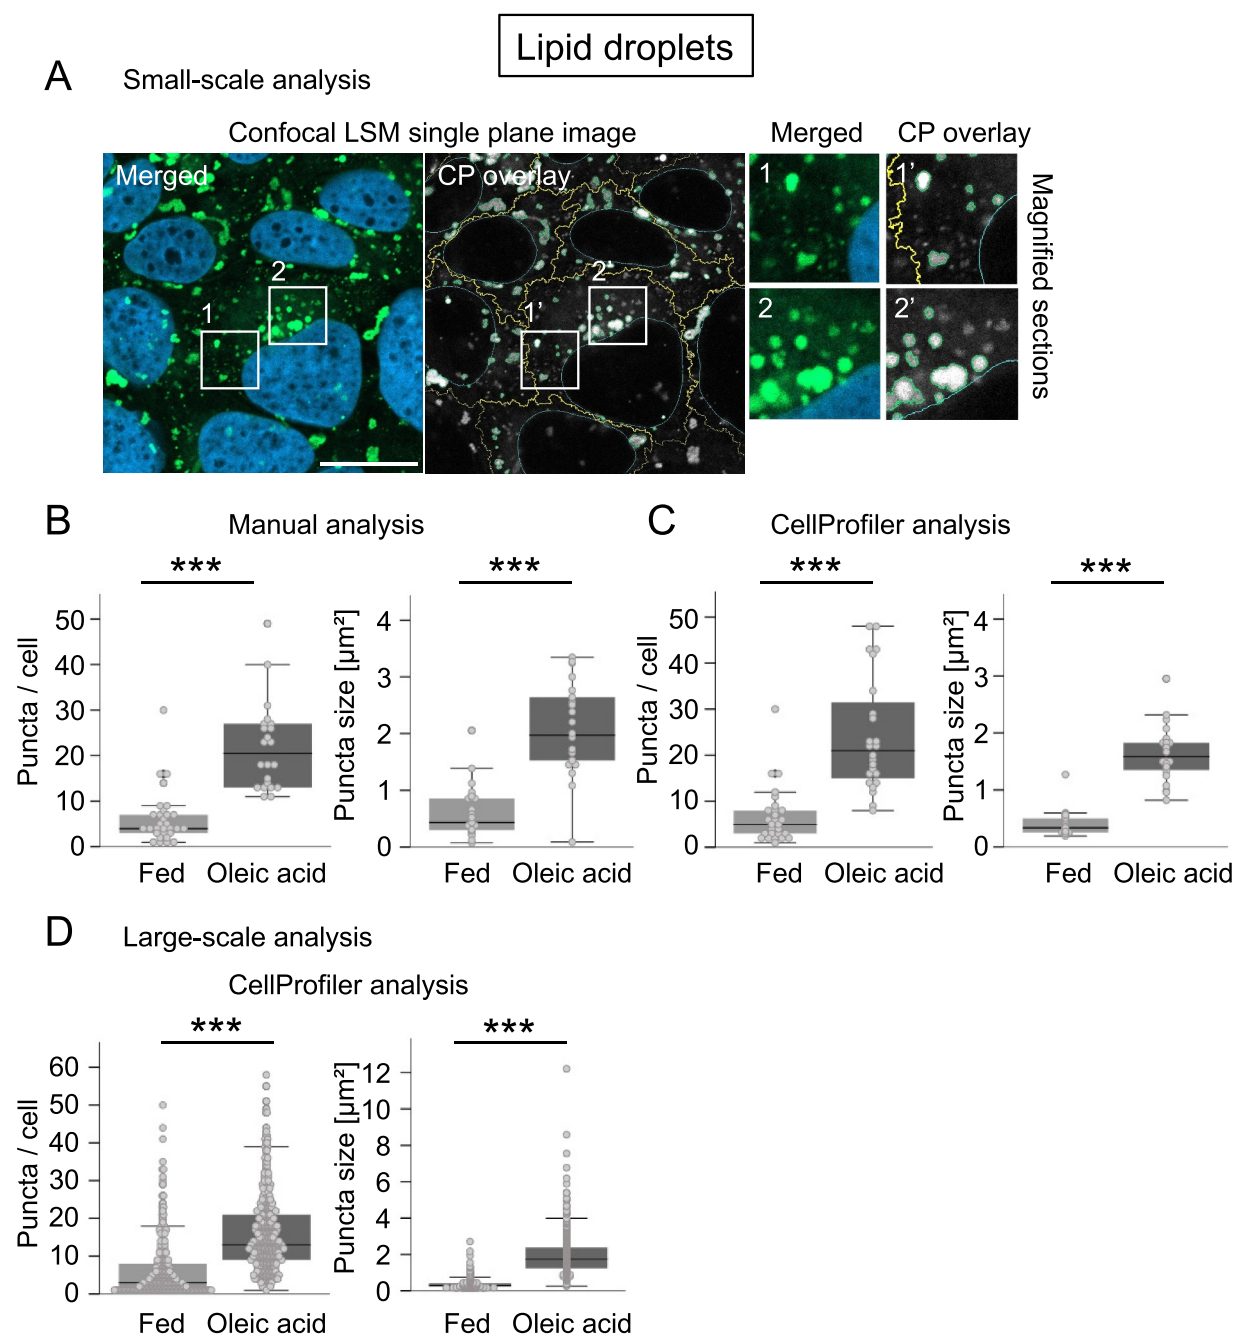 Lipid droplets
A Small-scale analysis
Confocal LSM single plane image
Merged CP overlay
Merged
CP overlay
1
2
1'
2'
1
1'
2
2'
Magnified sections
B Manual analysis
***
Puncta / cell
50
40
30
20
10
0
Fed Oleic acid
***
Puncta size [µm²]
4
3
2
1
0
Fed Oleic acid
C CellProfiler analysis
***
Puncta / cell
50
40
30
20
10
0
Fed Oleic acid
***
Puncta size [µm²]
4
3
2
1
0
Fed Oleic acid
D Large-scale analysis
CellProfiler analysis
***
Puncta / cell
60
50
40
30
20
10
0
Fed Oleic acid
***
Puncta size [µm²]
12
10
8
6
4
2
0
Fed Oleic acid